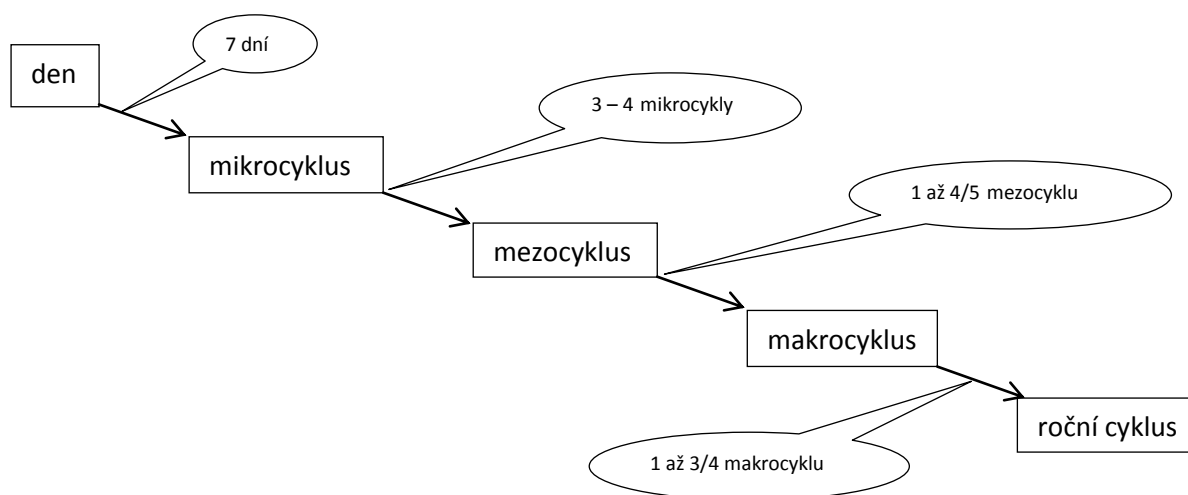 7 dní
den
3 – 4 mikrocykly
mikrocyklus
1 až 4/5 mezocyklu
mezocyklus
makrocyklus
roční cyklus
1 až 3/4 makrocyklu